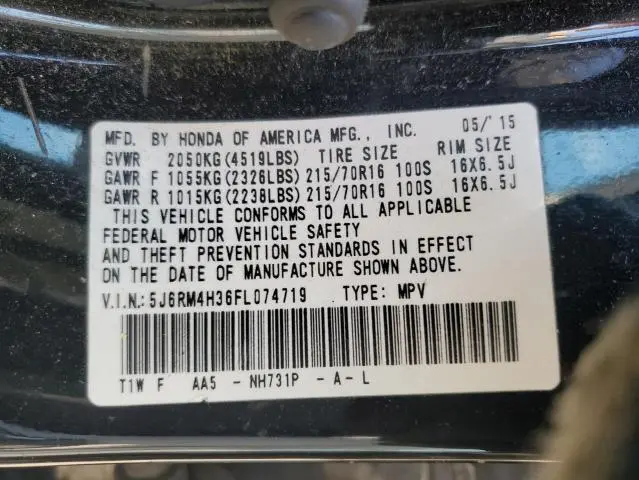 MFD. BY HONDA OF AMERICA MFG., INC. 05/'15
GVWR 2050KG(4519LBS) TIRE SIZE RIM SIZE
GAWR F 1055KG(2326LBS) 215/70R16 100S 16X6.5J
GAWR R 1015KG(2238LBS) 215/70R16 100S 16X6.5J
THIS VEHICLE CONFORMS TO ALL APPLICABLE
FEDERAL MOTOR VEHICLE SAFETY
AND THEFT PREVENTION STANDARDS IN EFFECT
ON THE DATE OF MANUFACTURE SHOWN ABOVE.
V.I.N.: 5J6RM4H36FL074719 TYPE: MPV
T1W F AA5 - NH731P - A - L